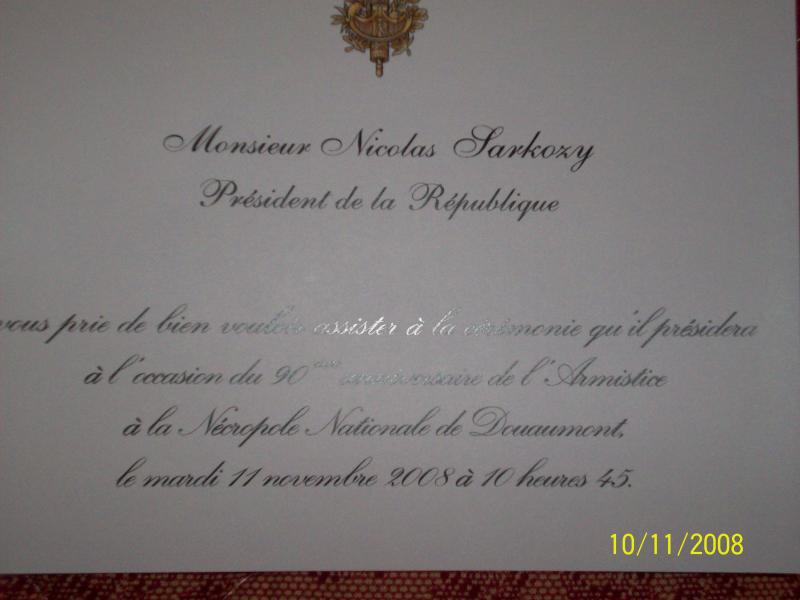 Monsieur Nicolas Sarkozy
Président de la République
vous prie de bien vouloir assister à la cérémonie qu'il présidera
à l'occasion du 90ème anniversaire de l'Armistice
à la Nécropole Nationale de Douaumont,
le mardi 11 novembre 2008 à 10 heures 45.
10/11/2008